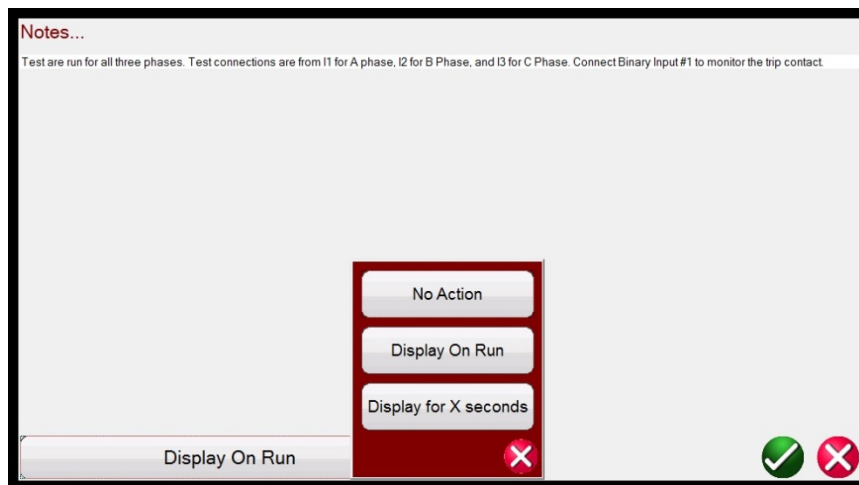 Notes...
Test are run for all three phases. Test connections are from I1 for A phase, I2 for B Phase, and I3 for C Phase. Connect Binary Input #1 to monitor the trip contact.
No Action
Display On Run
Display for X seconds
Display On Run